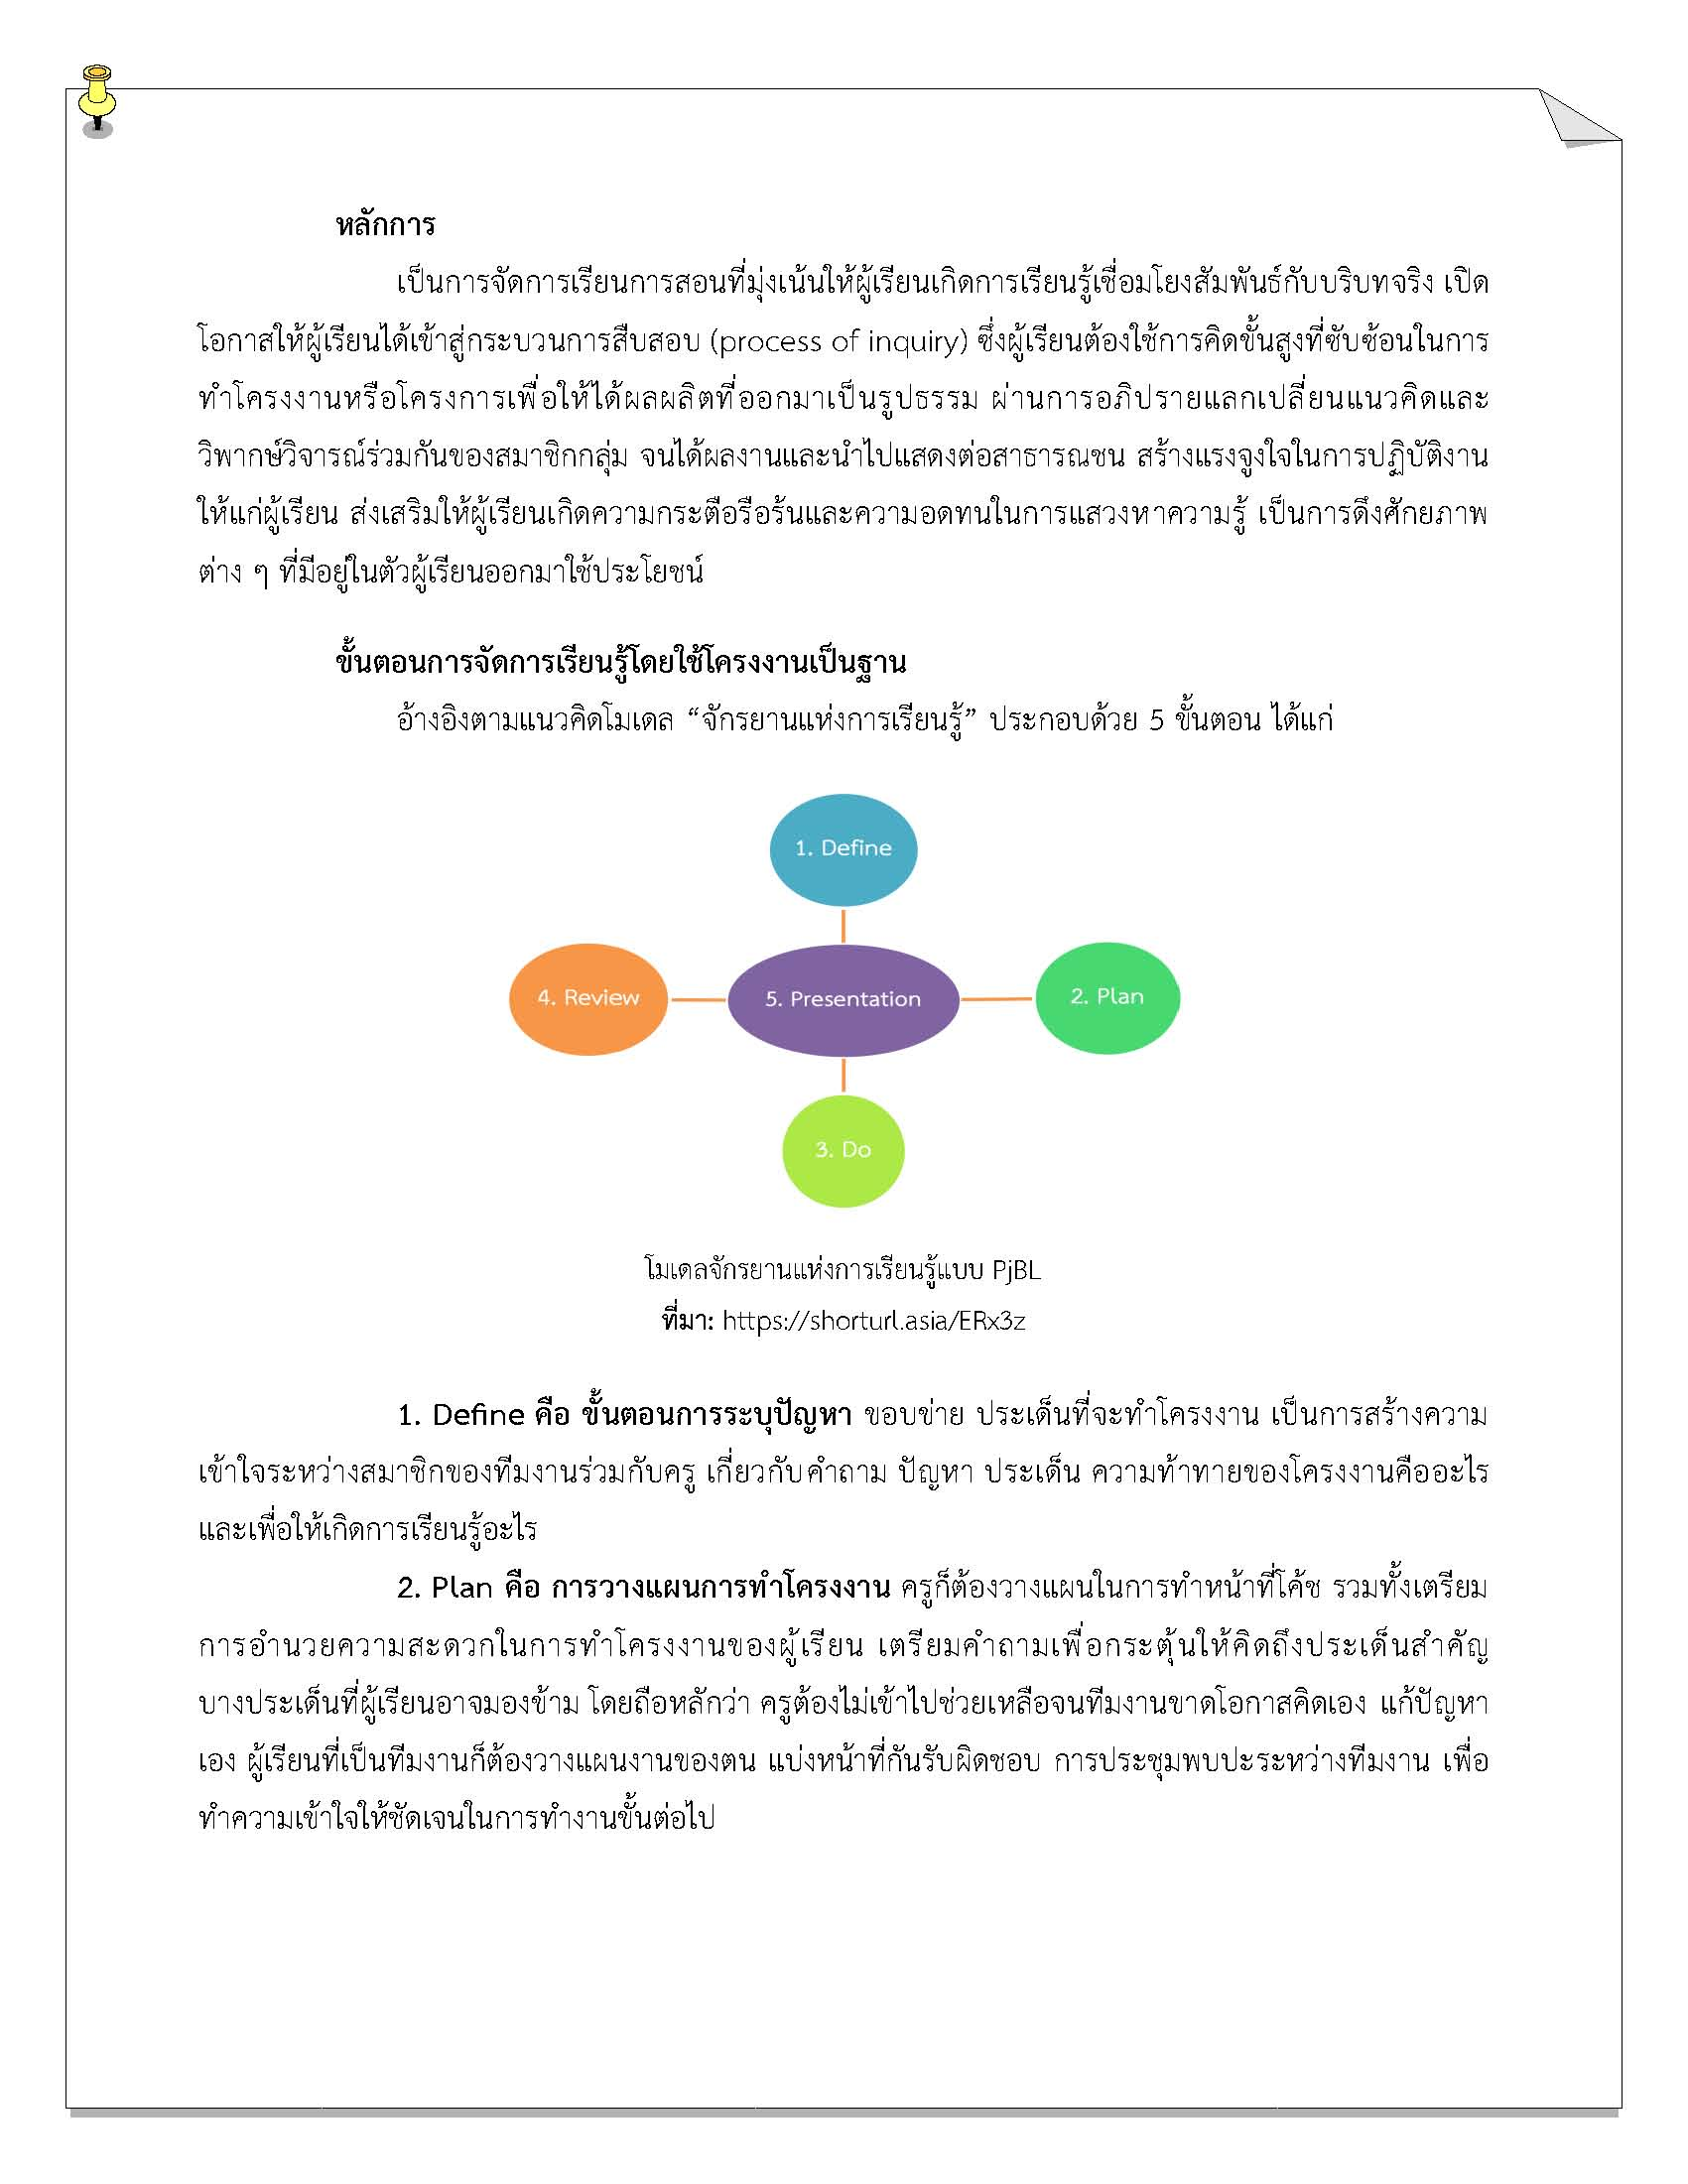 หลักการ
เป็นการจัดการเรียนการสอนที่มุ่งเน้นให้ผู้เรียนเกิดการเรียนรู้เชื่อมโยงสัมพันธ์กับบริบทจริง เปิด
โอกาสให้ผู้เรียนได้เข้าสู่กระบวนการสืบสอบ (process of inquiry) ซึ่งผู้เรียนต้องใช้การคิดขั้นสูงที่ซับซ้อนในการ
ทำโครงงานหรือโครงการเพื่อให้ได้ผลผลิตที่ออกมาเป็นรูปธรรม ผ่านการอภิปรายแลกเปลี่ยนแนวคิดและ
วิพากษ์วิจารณ์ร่วมกันของสมาชิกกลุ่ม จนได้ผลงานและนำไปแสดงต่อสาธารณชน สร้างแรงจูงใจในการปฏิบัติงาน
ให้แก่ผู้เรียน ส่งเสริมให้ผู้เรียนเกิดความกระตือรือร้นและความอดทนในการแสวงหาความรู้ เป็นการดึงศักยภาพ
ต่าง ๆ ที่มีอยู่ในตัวผู้เรียนออกมาใช้ประโยชน์
ขั้นตอนการจัดการเรียนรู้โดยใช้โครงงานเป็นฐาน
อ้างอิงตามแนวคิดโมเดล “จักรยานแห่งการเรียนรู้” ประกอบด้วย 5 ขั้นตอน ได้แก่
1. Define
4. Review
5. Presentation
2. Plan
3. Do
โมเดลจักรยานแห่งการเรียนรู้แบบ PjBL
ที่มา: https://shorturl.asia/ERx3z
1. Define คือ ขั้นตอนการระบุปัญหา ขอบข่าย ประเด็นที่จะทำโครงงาน เป็นการสร้างความ
เข้าใจระหว่างสมาชิกของทีมงานร่วมกับครู เกี่ยวกับคำถาม ปัญหา ประเด็น ความท้าทายของโครงงานคืออะไร
และเพื่อให้เกิดการเรียนรู้อะไร
2. Plan คือ การวางแผนการทำโครงงาน ครูก็ต้องวางแผนในการทำหน้าที่โค้ช รวมทั้งเตรียม
การอำนวยความสะดวกในการทำโครงงานของผู้เรียน เตรียมคำถามเพื่อกระตุ้นให้คิดถึงประเด็นสำคัญ
บางประเด็นที่ผู้เรียนอาจมองข้าม โดยถือหลักว่า ครูต้องไม่เข้าไปช่วยเหลือจนทีมงานขาดโอกาสคิดเอง แก้ปัญหา
เอง ผู้เรียนที่เป็นทีมงานก็ต้องวางแผนงานของตน แบ่งหน้าที่กันรับผิดชอบ การประชุมพบปะระหว่างทีมงาน เพื่อ
ทำความเข้าใจให้ชัดเจนในการทำงานขั้นต่อไป